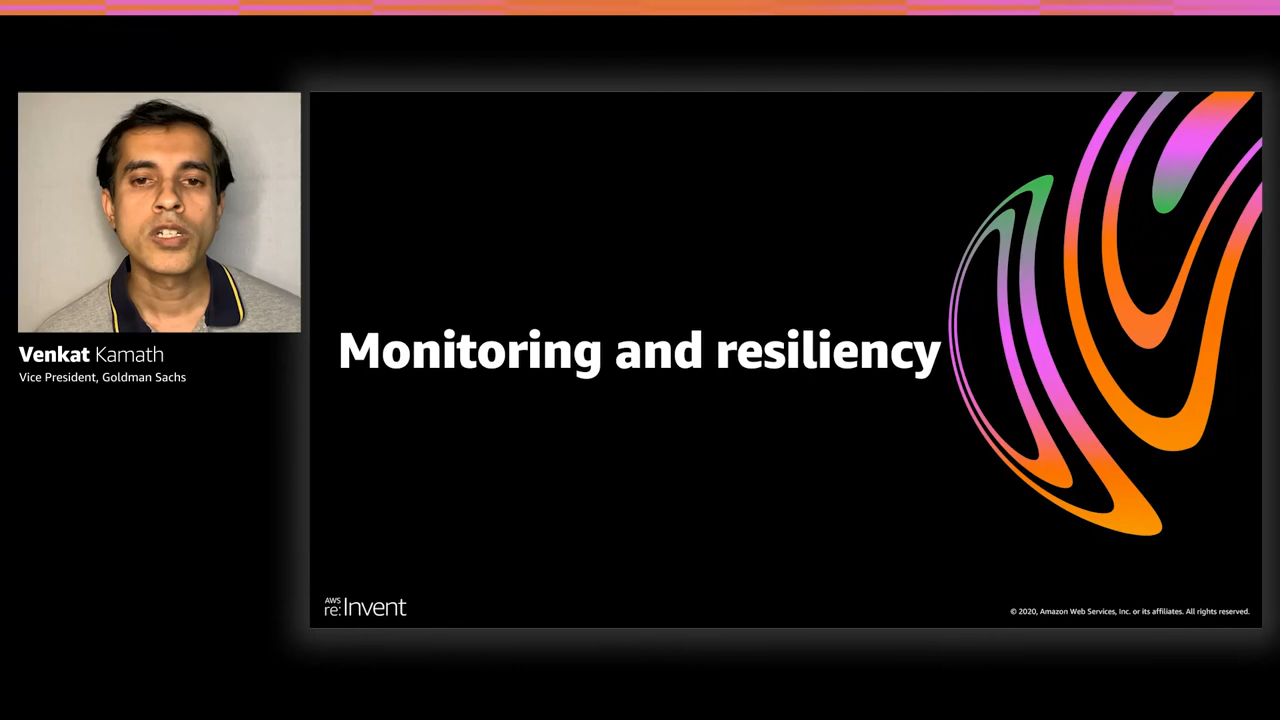 Venkat Kamath
Vice President, Goldman Sachs
Monitoring and resiliency
AWS
re:Invent
© 2020, Amazon Web Services, Inc. or its affiliates. All rights reserved.